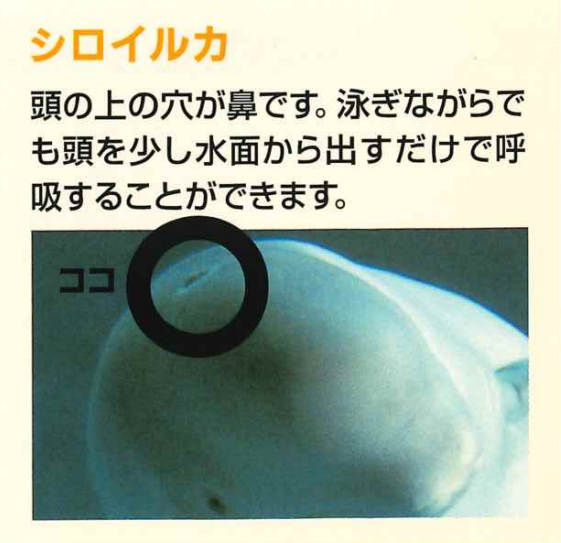 シロイルカ
頭の上の穴が鼻です。泳ぎながらで
も頭を少し水面から出すだけで呼
吸することができます。
ココ